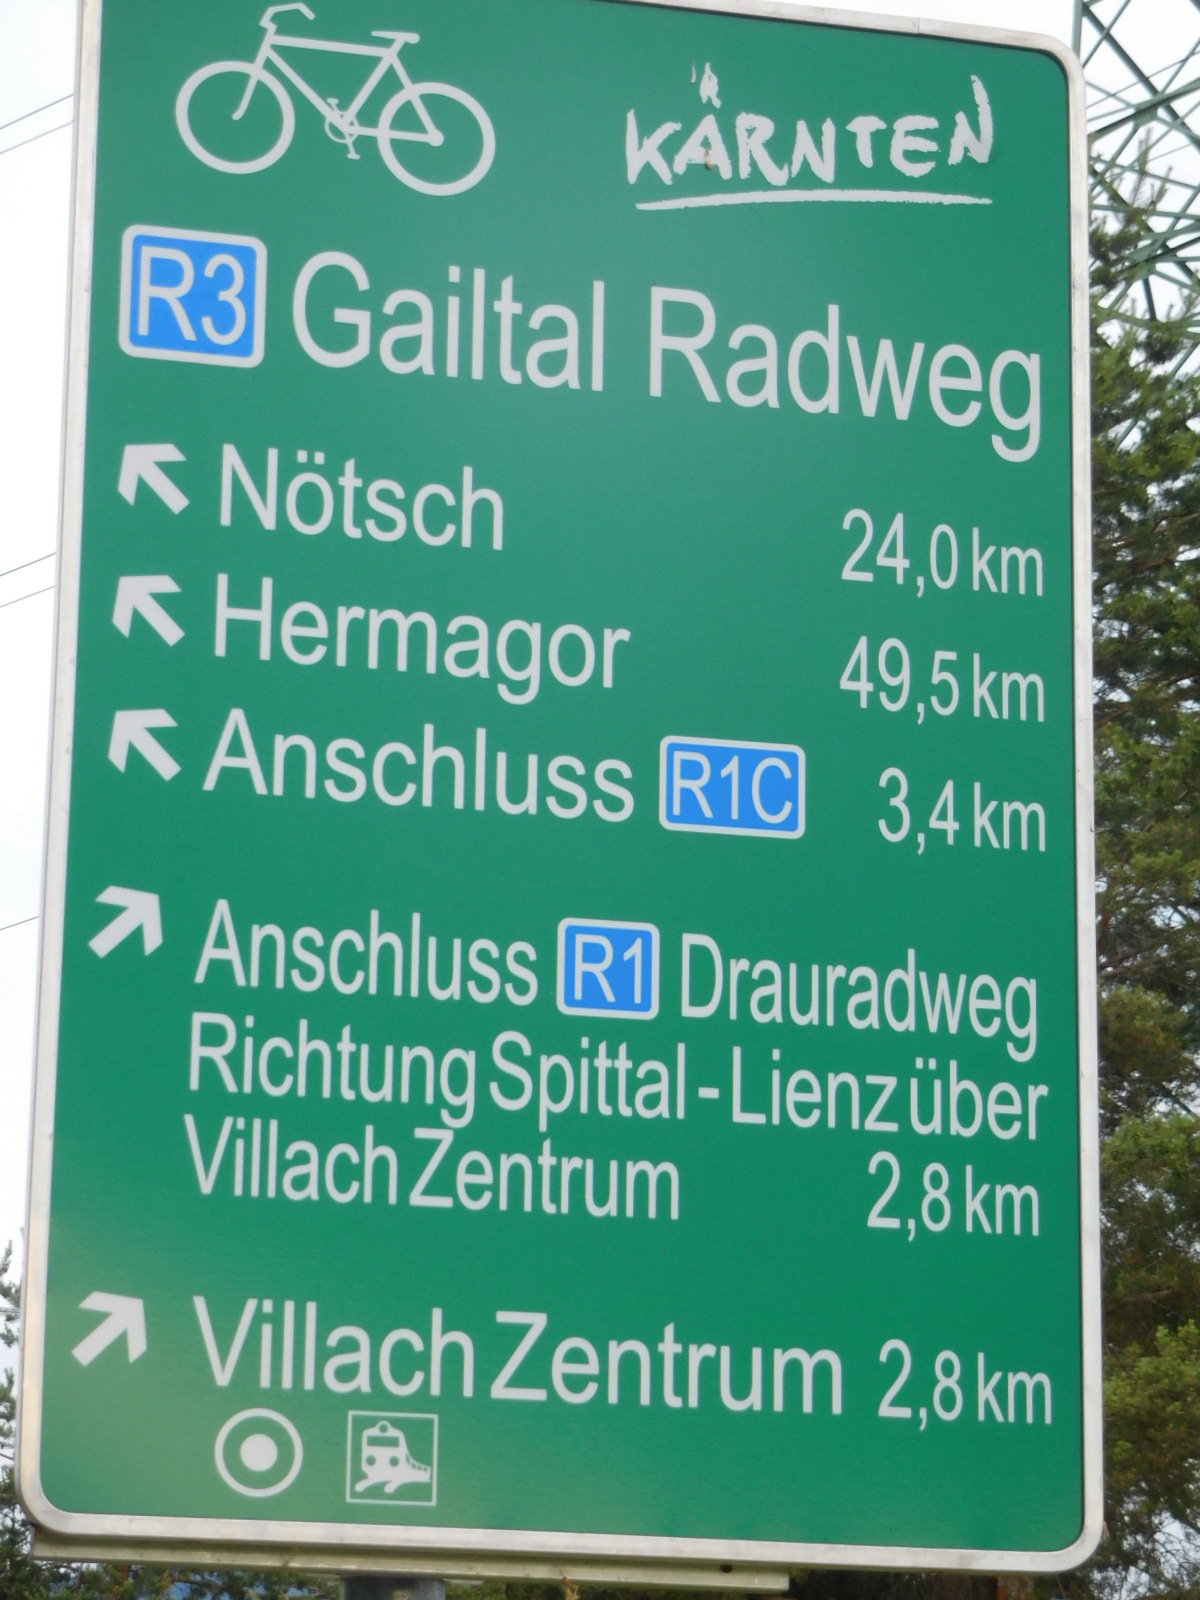 KÄRNTEN
R3 Gailtal Radweg
Nötsch 24,0 km
Hermagor 49,5 km
Anschluss R1C 3,4 km
Anschluss R1 Drauradweg
Richtung Spittal-Lienz über
Villach Zentrum 2,8 km
Villach Zentrum 2,8 km